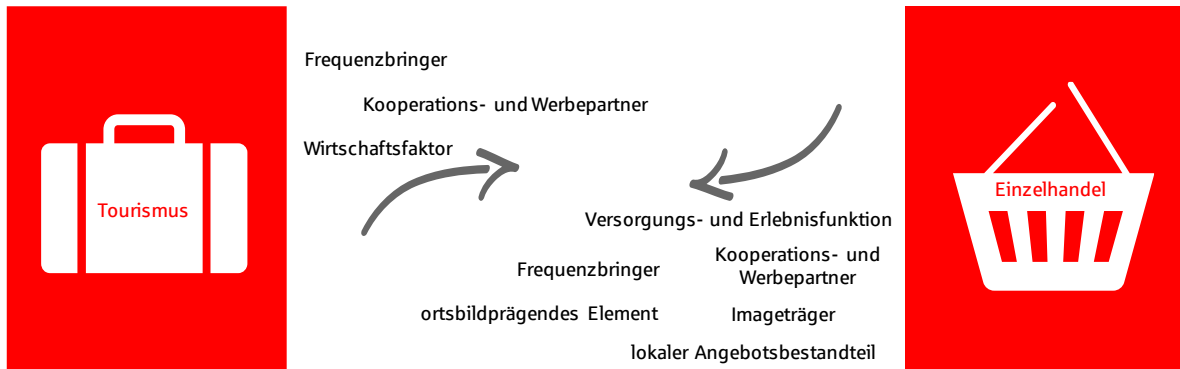 Tourismus
Frequenzbringer
Kooperations- und Werbepartner
Wirtschaftsfaktor
Einzelhandel
Versorgungs- und Erlebnisfunktion
Frequenzbringer
Kooperations- und
Werbepartner
ortsbildprägendes Element
Imageträger
lokaler Angebotsbestandteil